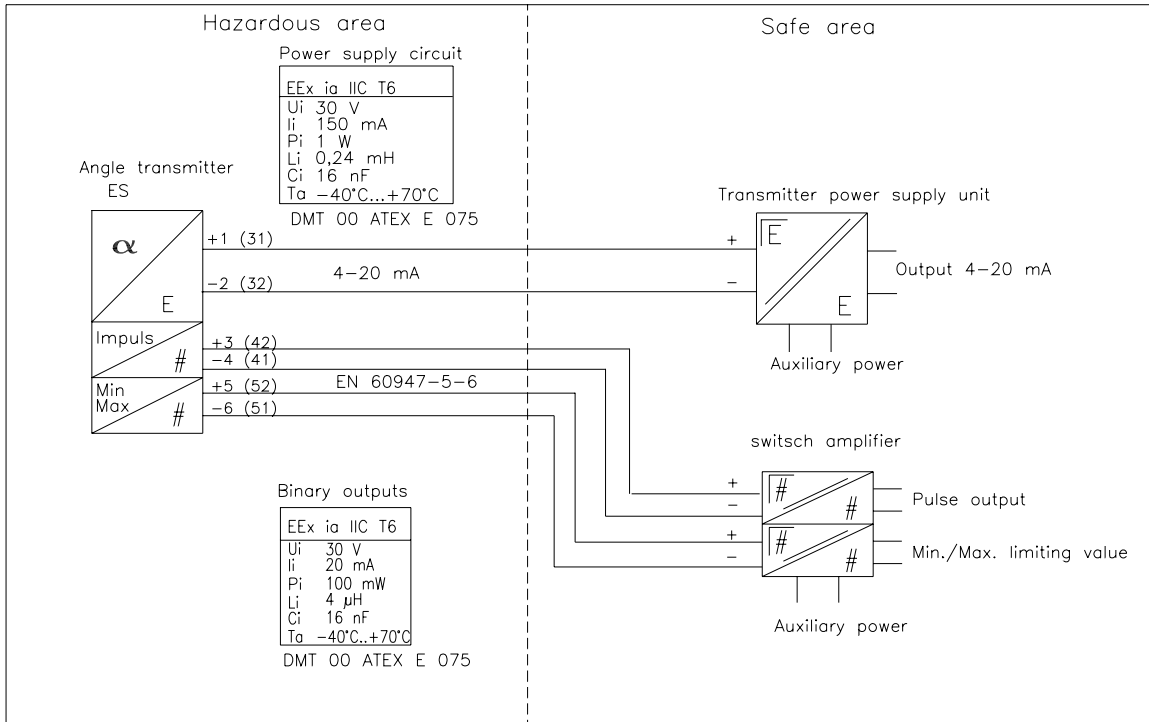 Hazardous area
Safe area
Power supply circuit
EEx ia IIC T6
Ui 30 V
Ii 150 mA
Pi 1 W
Li 0,24 mH
Ci 16 nF
Ta -40°C...+70°C
DMT 00 ATEX E 075
Angle transmitter
ES
α
E
+1 (31)
4-20 mA
-2 (32)
Impuls
#
+3 (42)
-4 (41)
Min
Max
#
+5 (52)
EN 60947-5-6
-6 (51)
Transmitter power supply unit
+
-
E
E
Output 4-20 mA
Auxiliary power
switsch amplifier
+
-
#
#
Pulse output
+
-
#
#
Min./Max. limiting value
Auxiliary power
Binary outputs
EEx ia IIC T6
Ui 30 V
Ii 20 mA
Pi 100 mW
Li 4 µH
Ci 16 nF
Ta -40°C..+70°C
DMT 00 ATEX E 075